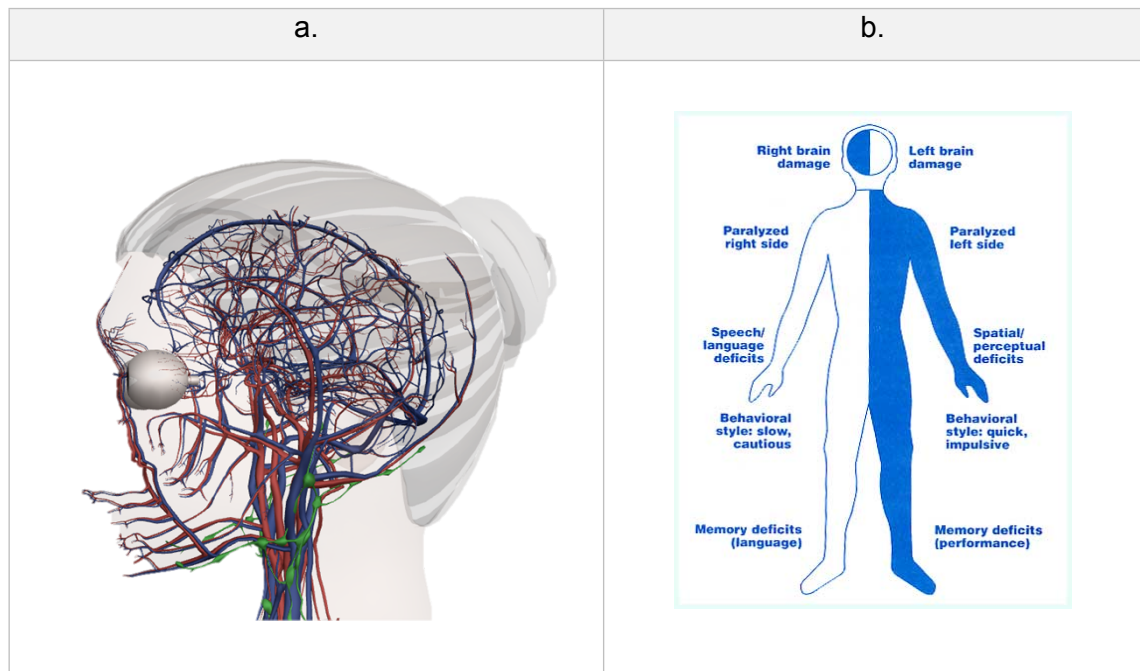 a.
b.
Right brain
damage
Left brain
damage
Paralyzed
right side
Paralyzed
left side
Speech/
language
deficits
Spatial/
perceptual
deficits
Behavioral
style: slow,
cautious
Behavioral
style: quick,
impulsive
Memory deficits
(language)
Memory deficits
(performance)